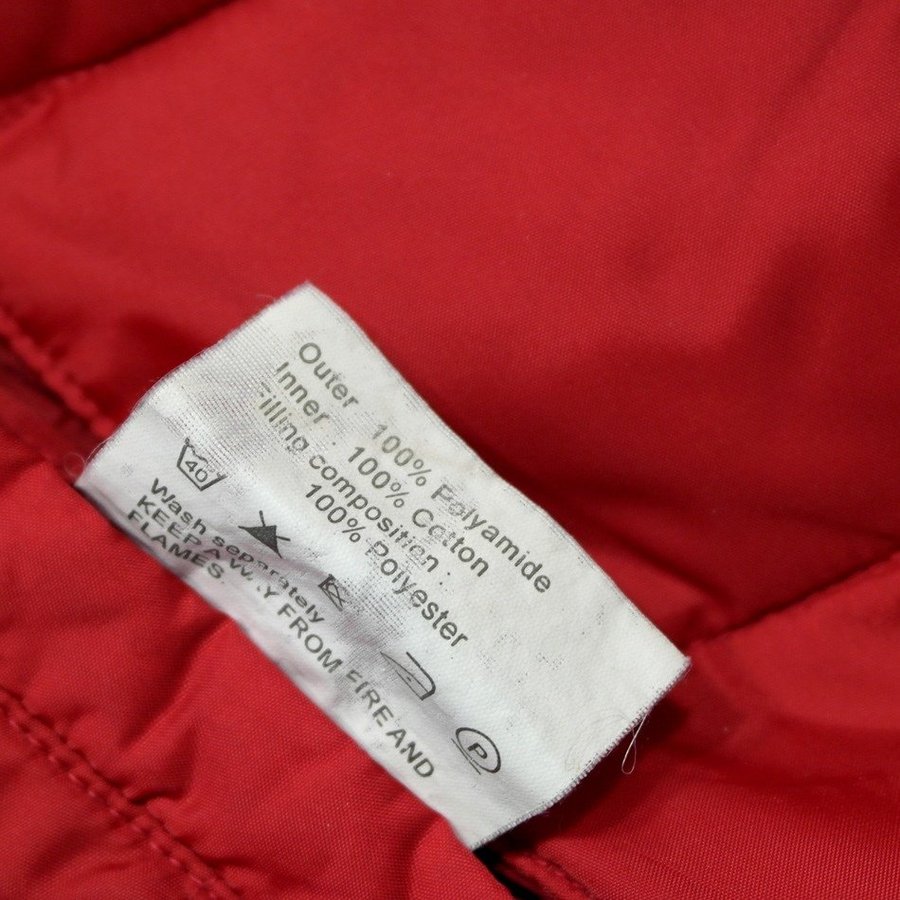 Outer 100% Polyamide
Inner : 100% Cotton
Filling composition :
100% Polyester
40
P
Wash separately
KEEP AWAY FROM FIRE AND
FLAMES.